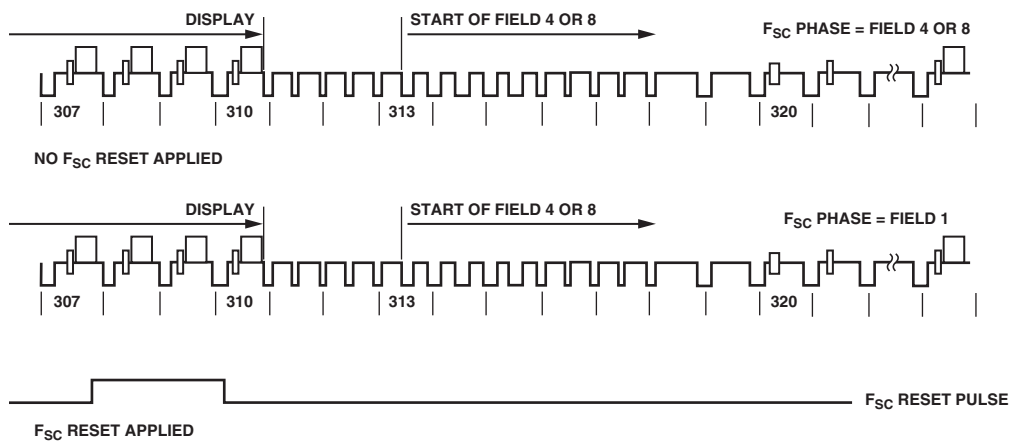 DISPLAY START OF FIELD 4 OR 8
FSC PHASE = FIELD 4 OR 8
307 310 313 320
NO FSC RESET APPLIED
DISPLAY START OF FIELD 4 OR 8
FSC PHASE = FIELD 1
307 310 313 320
FSC RESET PULSE
FSC RESET APPLIED